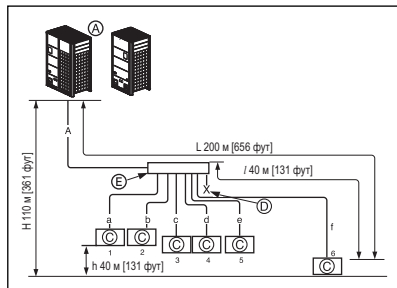 A
A
H 110 м [361 фут]
L 200 м [656 фут]
l 40 м [131 фут]
E
X
D
a
b
c
d
e
f
C
1
C
2
C
3
C
4
C
5
C
6
h 40 м [131 фут]